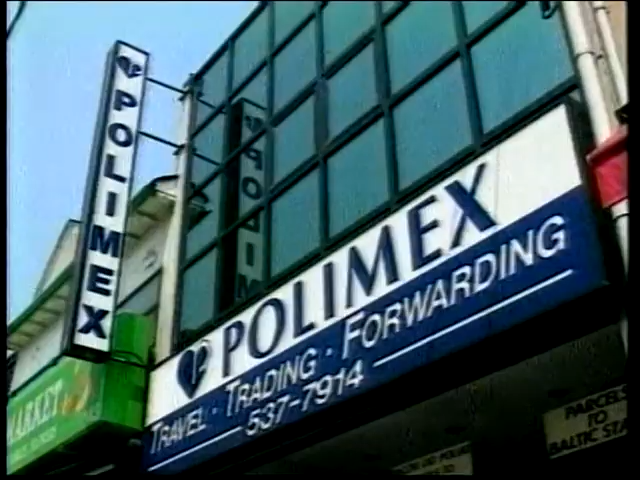 POLIMEX
POLIMEX
TRAVEL · TRADING · FORWARDING
537-7914
MARKET
PARCELS
TO
BALTIC STA